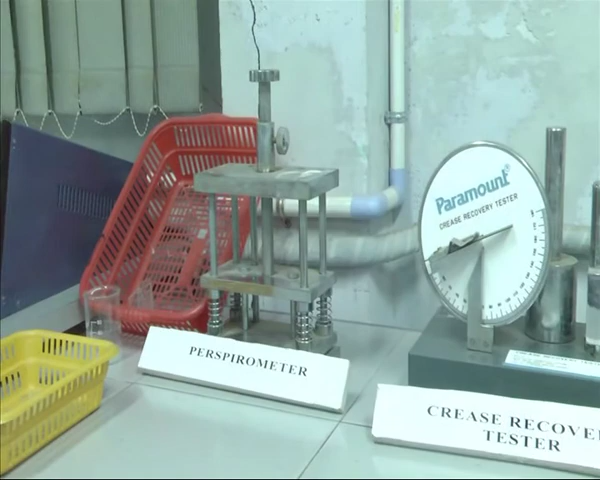 Paramount
CREASE RECOVERY TESTER
PERSPIROMETER
CREASE RECOVE
TESTER